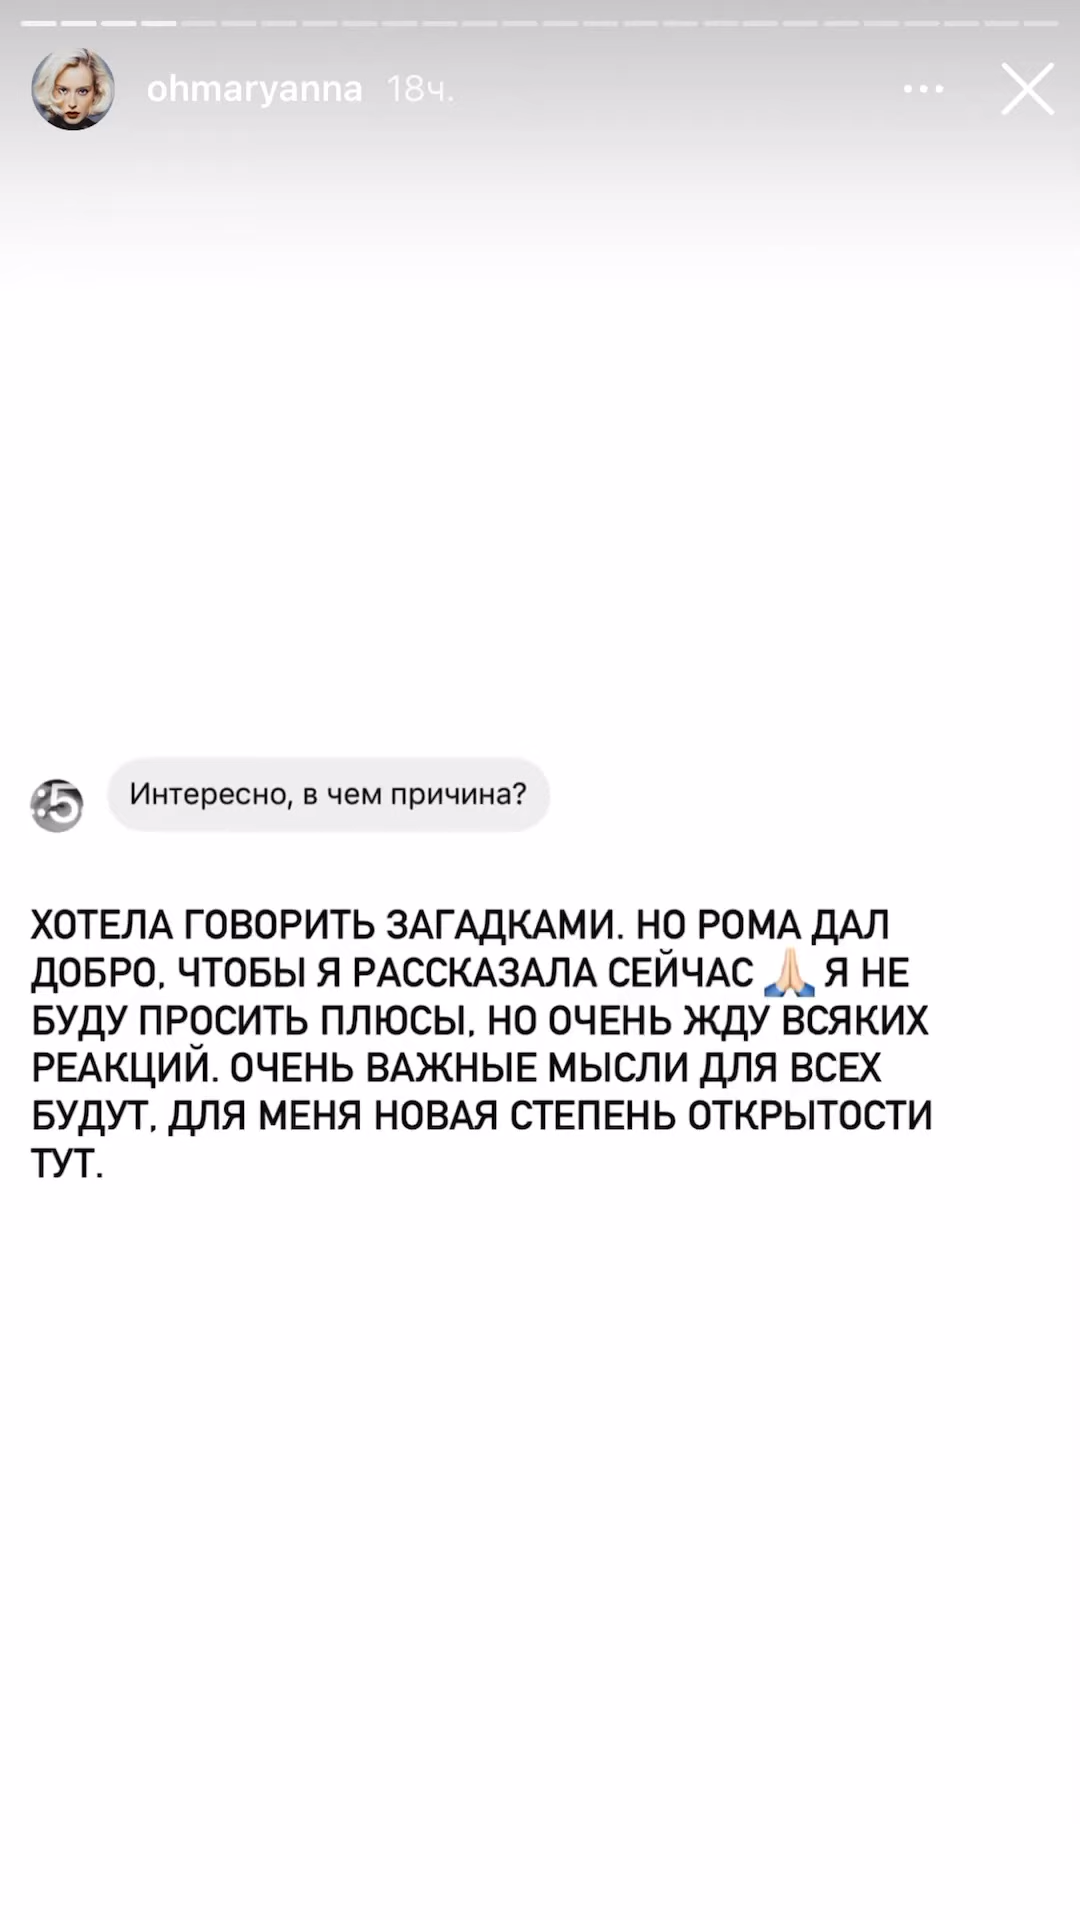 ohmaryanna 18ч.
:5
Интересно, в чем причина?
ХОТЕЛА ГОВОРИТЬ ЗАГАДКАМИ. НО РОМА ДАЛ
ДОБРО, ЧТОБЫ Я РАССКАЗАЛА СЕЙЧАС 🙏🏻 Я НЕ
БУДУ ПРОСИТЬ ПЛЮСЫ, НО ОЧЕНЬ ЖДУ ВСЯКИХ
РЕАКЦИЙ. ОЧЕНЬ ВАЖНЫЕ МЫСЛИ ДЛЯ ВСЕХ
БУДУТ, ДЛЯ МЕНЯ НОВАЯ СТЕПЕНЬ ОТКРЫТОСТИ
ТУТ.